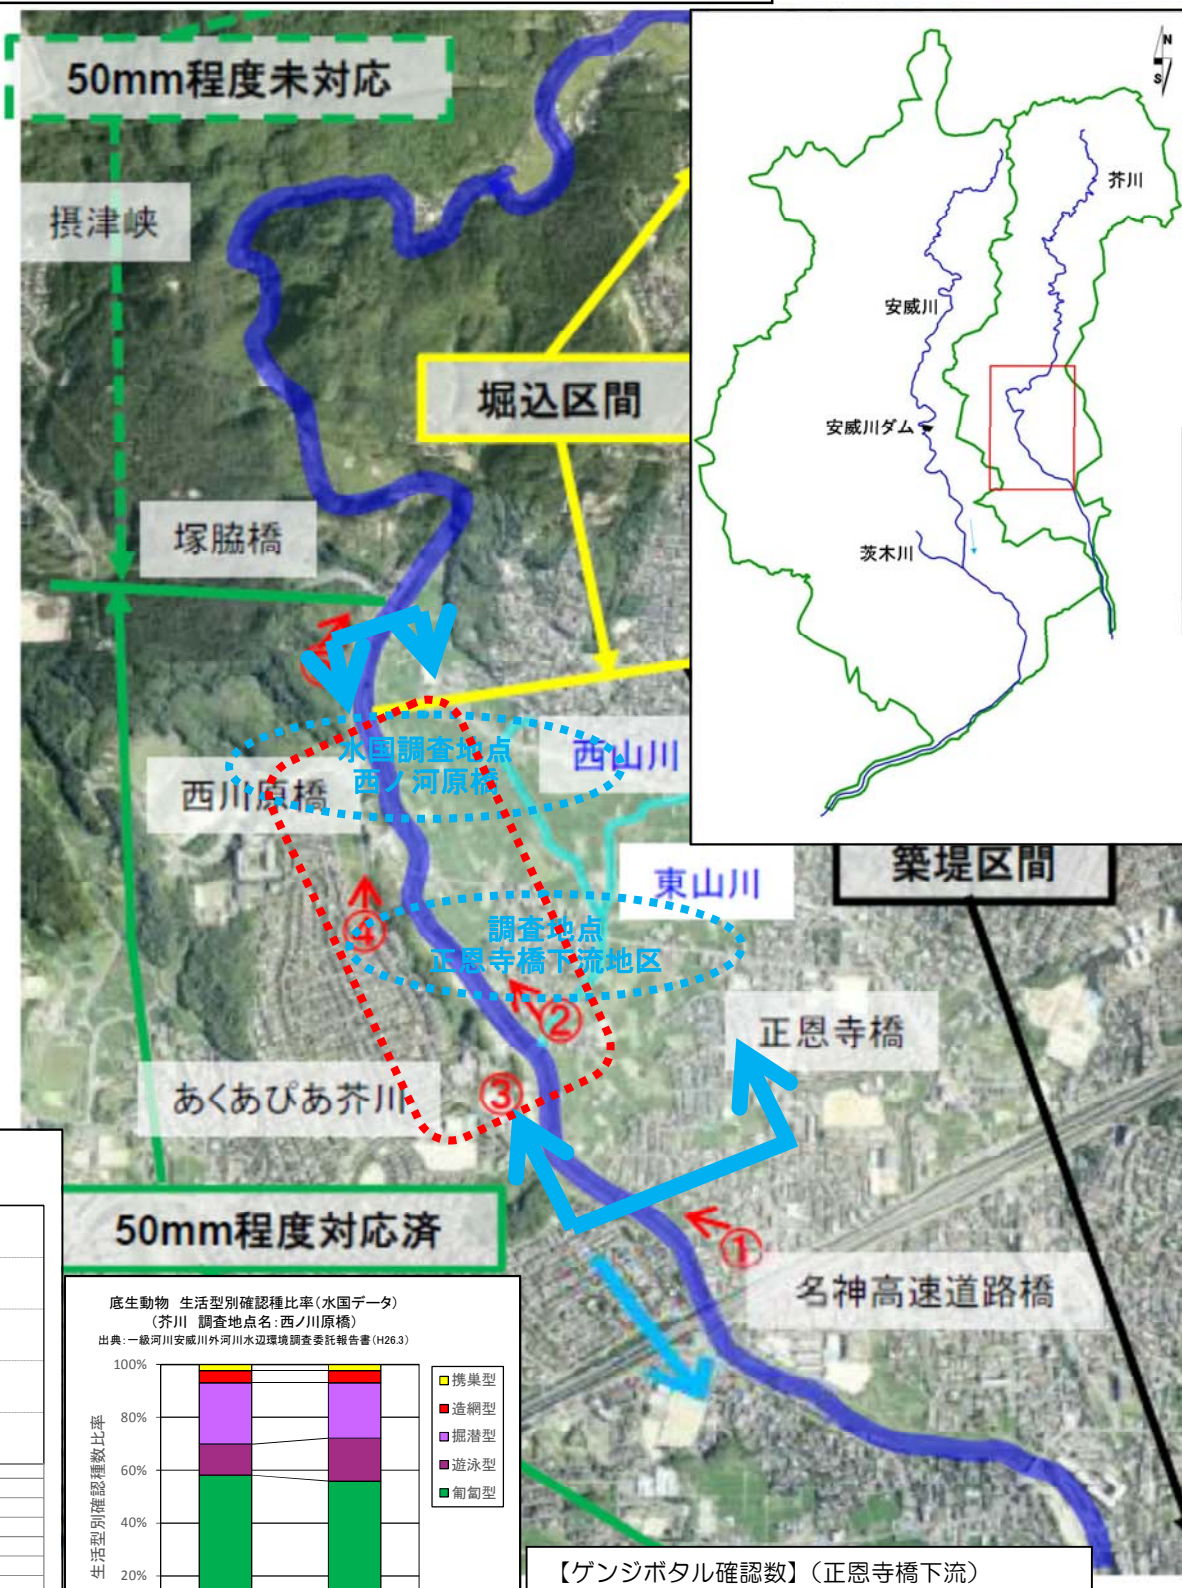 50mm程度未対応
摂津峡
N
S
芥川
安威川
安威川ダム
茨木川
堀込区間
塚脇橋
水国調査地点
西ノ河原橋
西川原橋
西山川
築堤区間
東山川
④
調査地点
正恩寺橋下流地区
②
正恩寺橋
③
あくあぴあ芥川
①
50mm程度対応済
名神高速道路橋
底生動物 生活型別確認種比率(水国データ)
(芥川 調査地点名:西ノ川原橋)
出典:一級河川安威川外河川水辺環境調査委託報告書(H26.3)
100%
80%
60%
40%
20%
生活型別確認種数比率
携巣型
造網型
掘潜型
遊泳型
匍匐型
【ゲンジボタル確認数】(正恩寺橋下流)